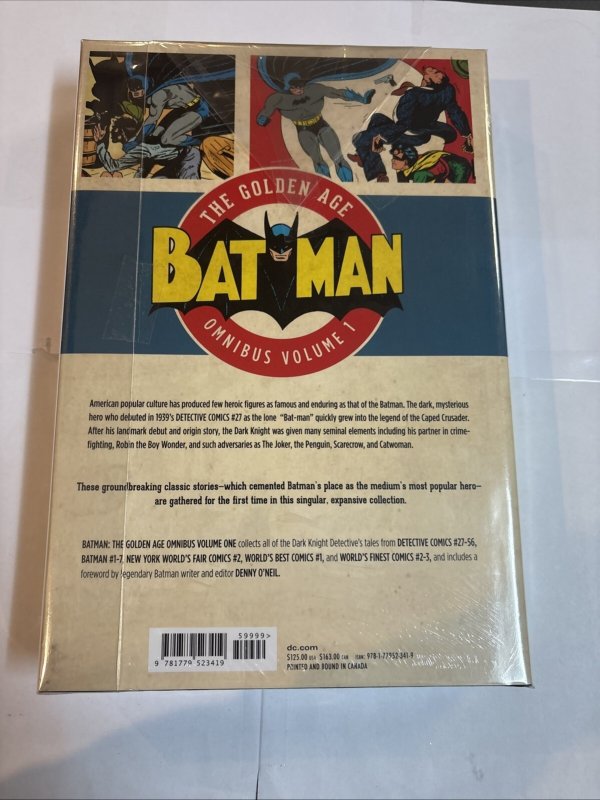 THE GOLDEN AGE
BATMAN
OMNIBUS VOLUME 1
American popular culture has produced few heroic figures as famous and enduring as that of the Batman. The dark, mysterious
hero who debuted in 1939's DETECTIVE COMICS #27 as the lone "Bat-man" quickly grew into the legend of the Caped Crusader.
After his landmark debut and origin story, the Dark Knight was given many seminal elements including his partner in crime-
fighting, Robin the Boy Wonder, and such adversaries as The Joker, the Penguin, Scarecrow, and Catwoman.
These groundbreaking classic stories—which cemented Batman's place as the medium's most popular hero—
are gathered for the first time in this singular, expansive collection.
BATMAN: THE GOLDEN AGE OMNIBUS VOLUME ONE collects all of the Dark Knight Detective's tales from DETECTIVE COMICS #27-56,
BATMAN #1-7, NEW YORK WORLD'S FAIR COMICS #2, WORLD'S BEST COMICS #1, and WORLD'S FINEST COMICS #2-3, and includes a
foreword by legendary Batman writer and editor DENNY O'NEIL.
59999>
9 781779 523419
dc.com
$125.00 USA $163.00 CAN ISBN: 978-1-77952-341-9
PRINTED AND BOUND IN CANADA